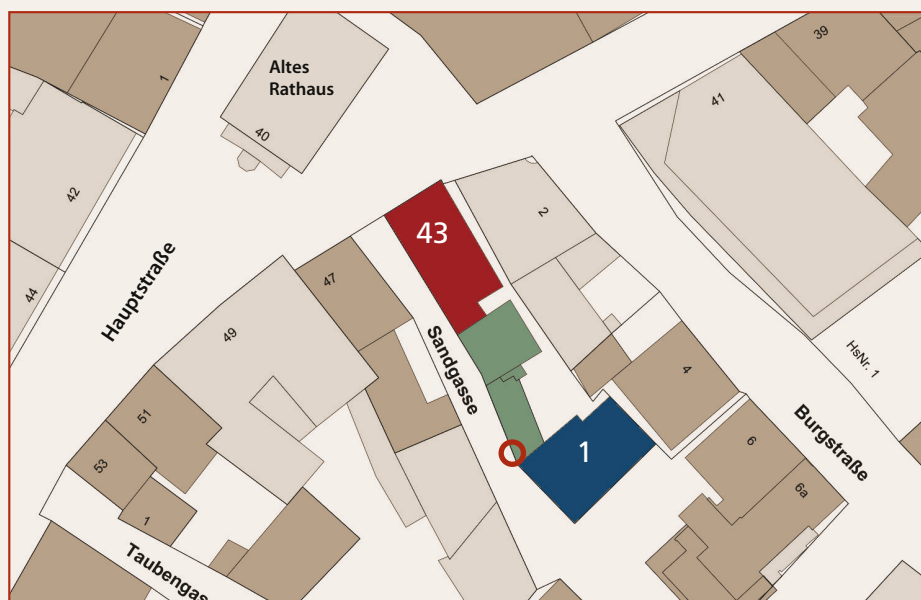 39
1
Altes
Rathaus
41
40
42
2
43
Hauptstraße
47
44
49
Sandgasse
HsNr. 1
4
51
Burgstraße
53
1
6
6a
1
Taubengas